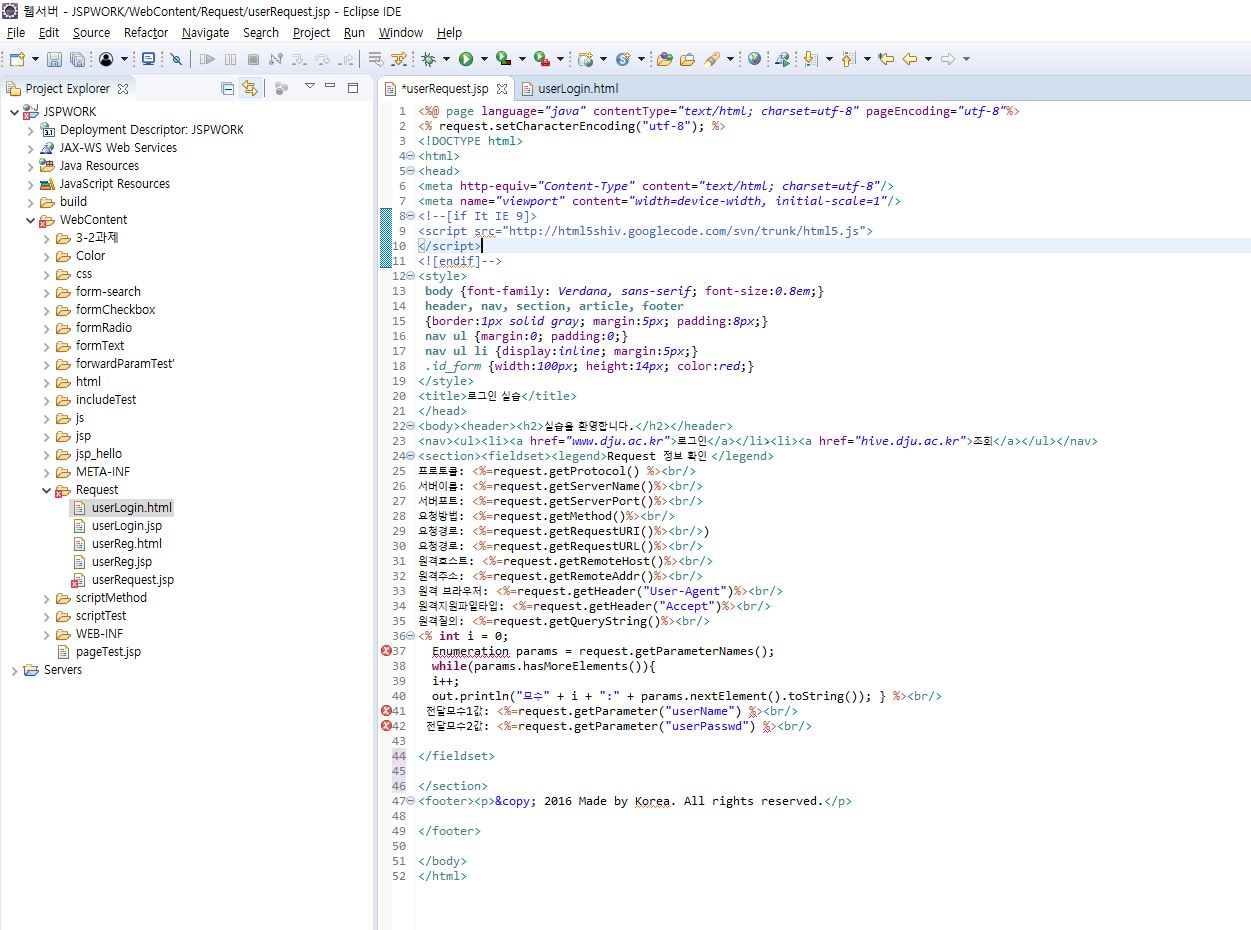 웹서버 - JSPWORK/WebContent/Request/userRequest.jsp - Eclipse IDE
File Edit Source Refactor Navigate Search Project Run Window Help
Project Explorer
JSPWORK
Deployment Descriptor: JSPWORK
JAX-WS Web Services
Java Resources
JavaScript Resources
build
WebContent
3-2과제
Color
css
form-search
formCheckbox
formRadio
formText
forwardParamTest'
html
includeTest
js
jsp
jsp_hello
META-INF
Request
userLogin.html
userLogin.jsp
userReg.html
userReg.jsp
userRequest.jsp
scriptMethod
scriptTest
WEB-INF
pageTest.jsp
Servers
*userRequest.jsp userLogin.html
1 <%@ page language="java" contentType="text/html; charset=utf-8" pageEncoding="utf-8"%>
2 <% request.setCharacterEncoding("utf-8"); %>
3 <!DOCTYPE html>
4 <html>
5 <head>
6 <meta http-equiv="Content-Type" content="text/html; charset=utf-8"/>
7 <meta name="viewport" content="width=device-width, initial-scale=1"/>
8 <!--[if It IE 9]>
9 <script src="http://html5shiv.googlecode.com/svn/trunk/html5.js">
10 </script>
11 <![endif]-->
12 <style>
13 body {font-family: Verdana, sans-serif; font-size:0.8em;}
14 header, nav, section, article, footer
15 {border:1px solid gray; margin:5px; padding:8px;}
16 nav ul {margin:0; padding:0;}
17 nav ul li {display:inline; margin:5px;}
18 .id_form {width:100px; height:14px; color:red;}
19 </style>
20 <title>로그인 실습</title>
21 </head>
22 <body><header><h2>실습을 환영합니다.</h2></header>
23 <nav><ul><li><a href="www.dju.ac.kr">로그인</a></li><li><a href="hive.dju.ac.kr">조회</a></ul></nav>
24 <section><fieldset><legend>Request 정보 확인 </legend>
25 프로토콜: <%=request.getProtocol() %><br/>
26 서버이름: <%=request.getServerName()%><br/>
27 서버포트: <%=request.getServerPort()%><br/>
28 요청방법: <%=request.getMethod()%><br/>
29 요청경로: <%=request.getRequestURI()%><br/>)
30 요청경로: <%=request.getRequestURL()%><br/>
31 원격호스트: <%=request.getRemoteHost()%><br/>
32 원격주소: <%=request.getRemoteAddr()%><br/>
33 원격 브라우저: <%=request.getHeader("User-Agent")%><br/>
34 원격지원파일타입: <%=request.getHeader("Accept")%><br/>
35 원격질의: <%=request.getQueryString()%><br/>
36 <% int i = 0;
37 Enumeration params = request.getParameterNames();
38 while(params.hasMoreElements()){
39 i++;
40 out.println("모수" + i + ":" + params.nextElement().toString()); } %><br/>
41 전달모수1값: <%=request.getParameter("userName") %><br/>
42 전달모수2값: <%=request.getParameter("userPasswd") %><br/>
43
44 </fieldset>
45
46 </section>
47 <footer><p>&copy; 2016 Made by Korea. All rights reserved.</p>
48
49 </footer>
50
51 </body>
52 </html>